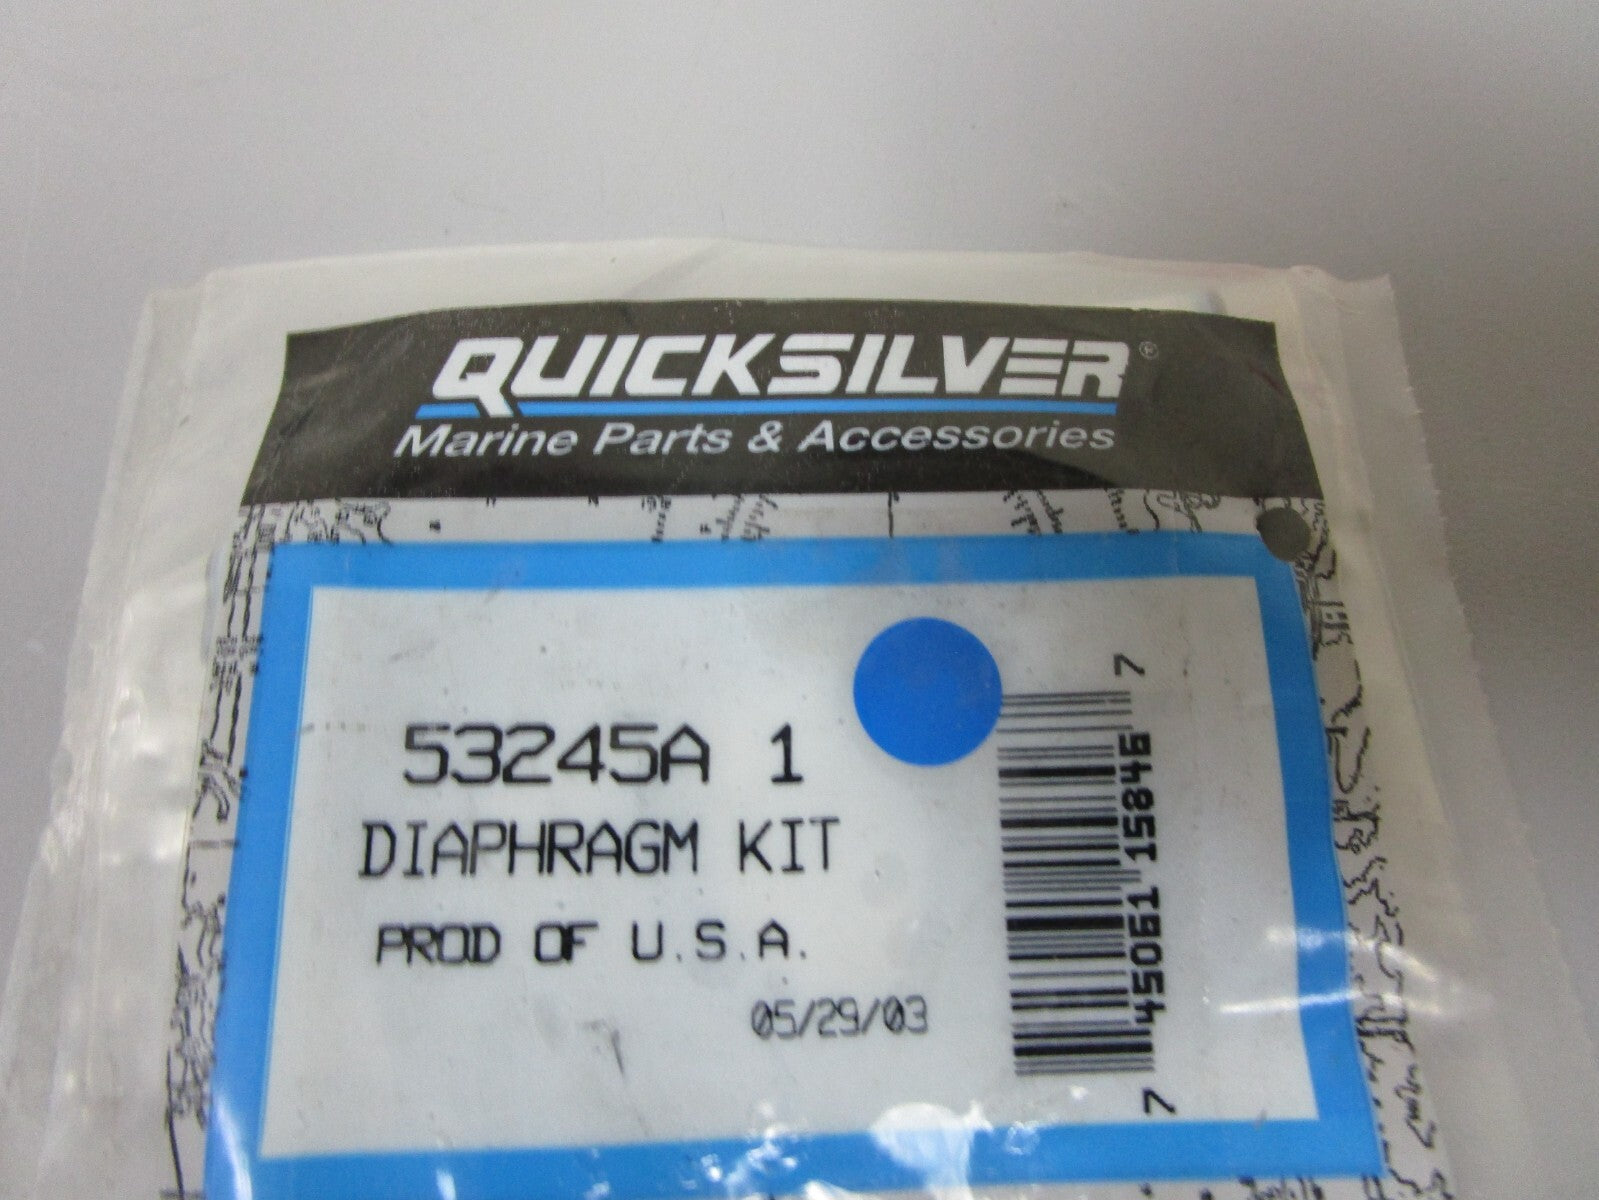 QUICKSILVER®
Marine Parts & Accessories
53245A 1
DIAPHRAGM KIT
PROD OF U.S.A.
05/29/03
7 45061 15846 7